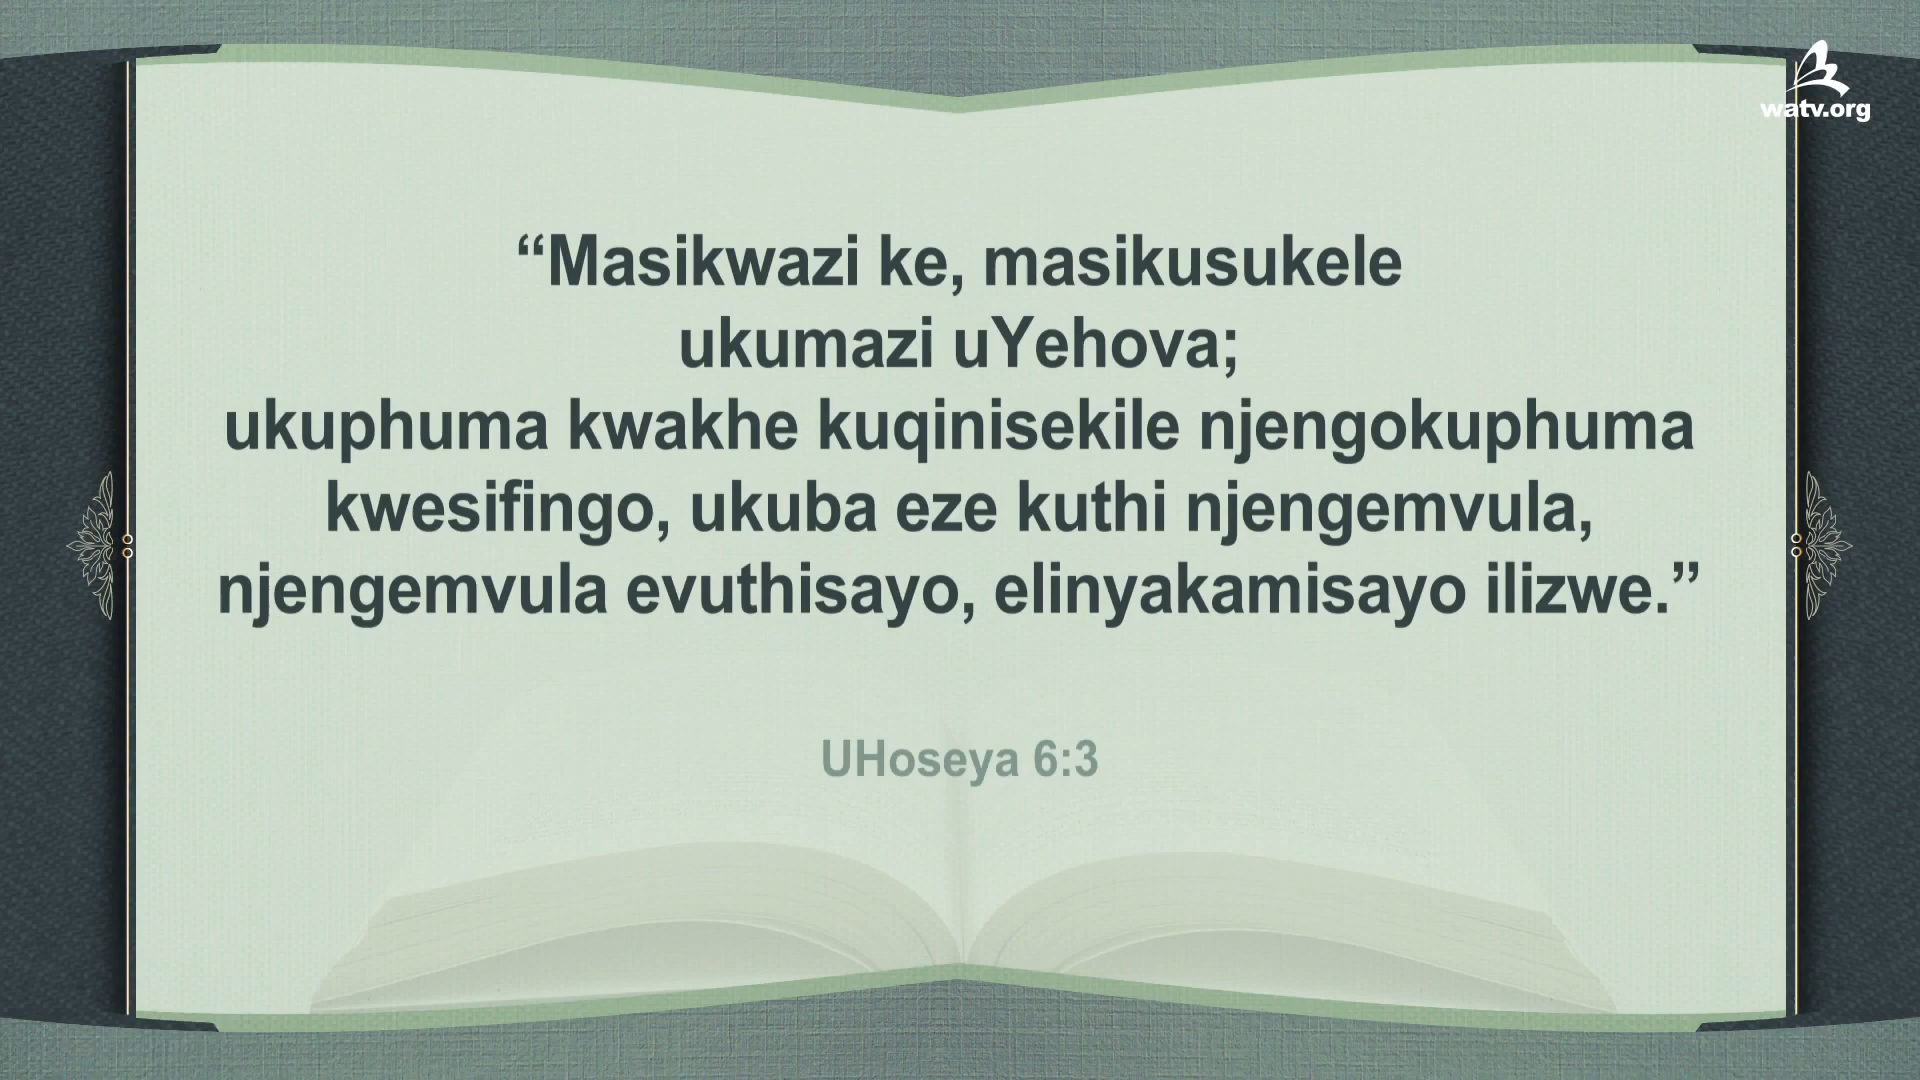 watv.org
“Masikwazi ke, masikusukele
ukumazi uYehova;
ukuphuma kwakhe kuqinisekile njengokuphuma
kwesifingo, ukuba eze kuthi njengemvula,
njengemvula evuthisayo, elinyakamisayo ilizwe.”
UHoseya 6:3